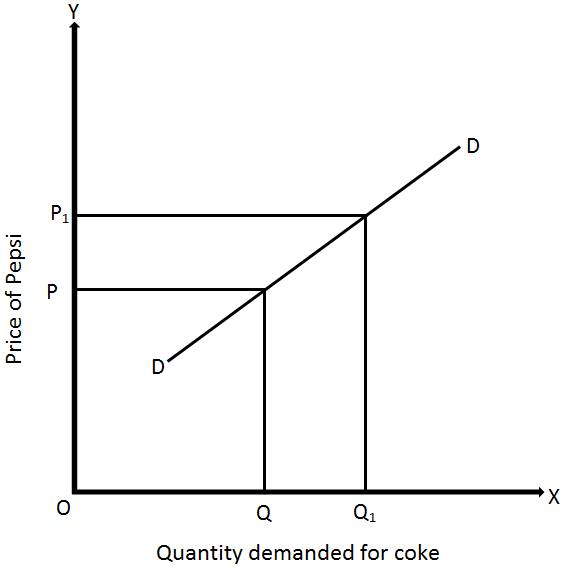 Y
D
P₁
P
Price of Pepsi
D
O
Q
Q₁
X
Quantity demanded for coke